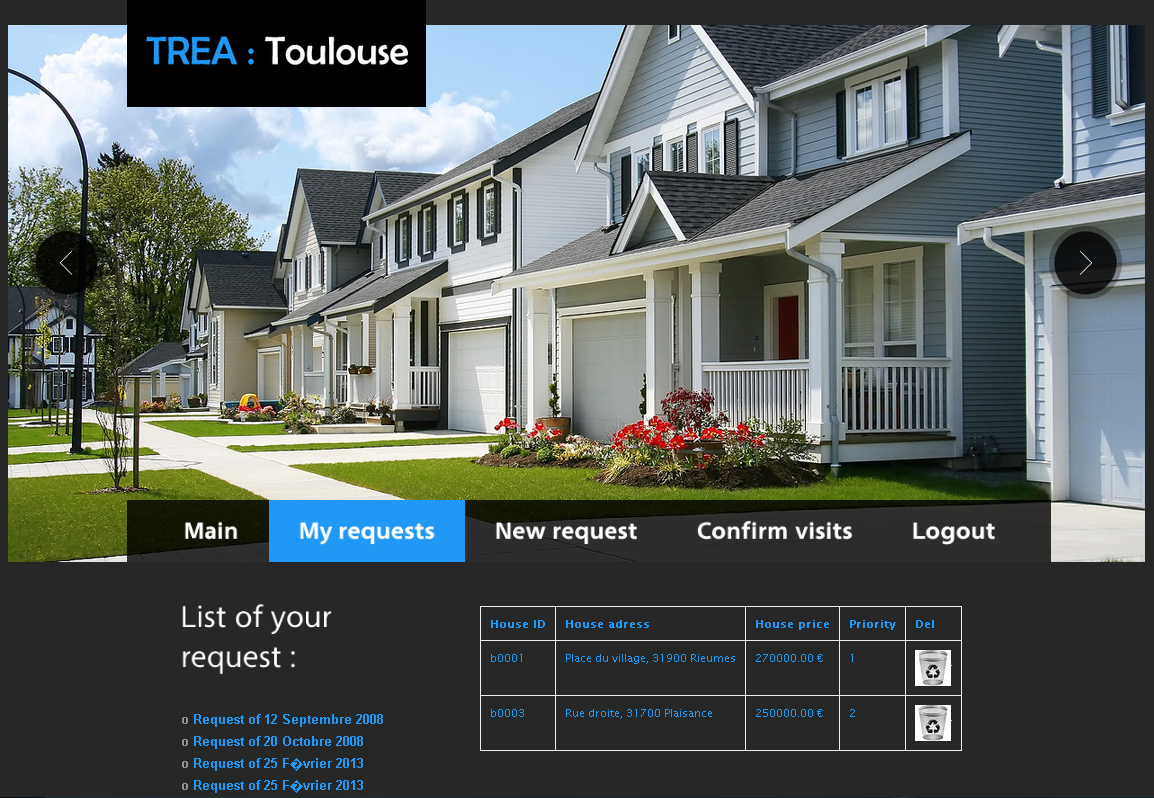 TREA : Toulouse
Main My requests New request Confirm visits Logout
List of your
request :
o Request of 12 Septembre 2008
o Request of 20 Octobre 2008
o Request of 25 F�vrier 2013
o Request of 25 F�vrier 2013
House ID House adress House price Priority Del
b0001 Place du village, 31900 Rieumes 270000.00 € 1
b0003 Rue droite, 31700 Plaisance 250000.00 € 2